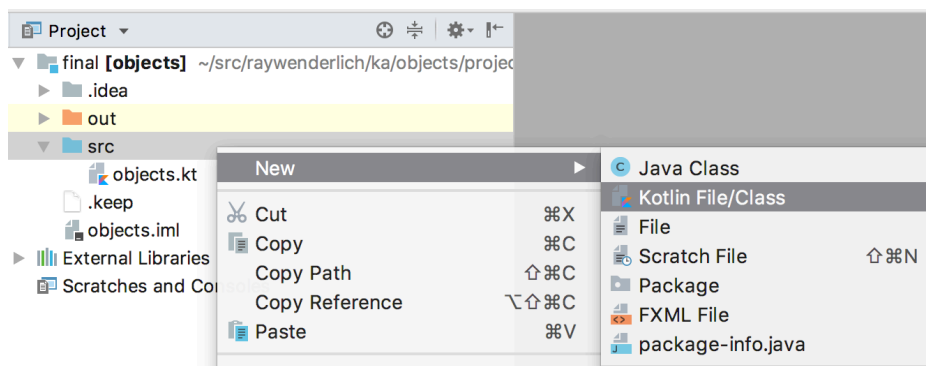 Project
final [objects] ~/src/raywenderlich/ka/objects/projec
.idea
out
src
objects.kt
.keep
objects.iml
External Libraries
Scratches and Consoles
New
Cut ⌘X
Copy ⌘C
Copy Path ⇧⌘C
Copy Reference ⌥⇧⌘C
Paste ⌘V
Java Class
Kotlin File/Class
File
Scratch File ⇧⌘N
Package
FXML File
package-info.java